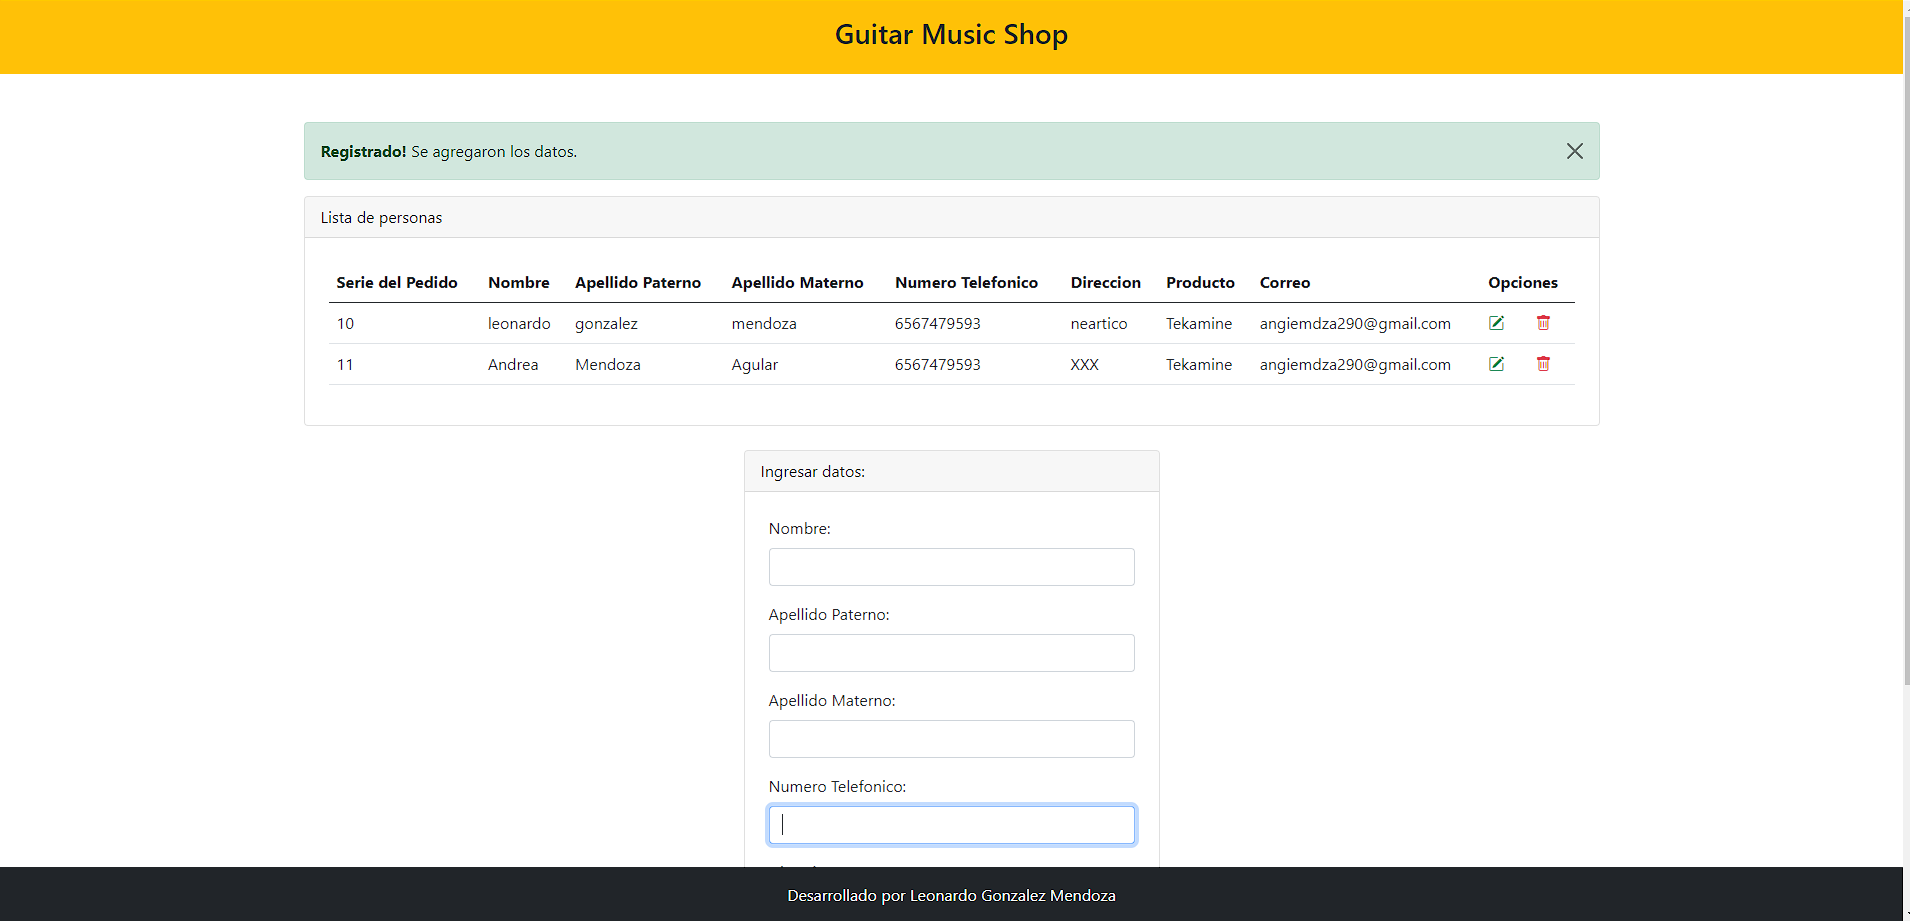 Guitar Music Shop
Registrado! Se agregaron los datos.
Lista de personas
Serie del Pedido Nombre Apellido Paterno Apellido Materno Numero Telefonico Direccion Producto Correo Opciones
10 leonardo gonzalez mendoza 6567479593 neartico Tekamine angiemdza290@gmail.com
11 Andrea Mendoza Agular 6567479593 XXX Tekamine angiemdza290@gmail.com
Ingresar datos:
Nombre:
Apellido Paterno:
Apellido Materno:
Numero Telefonico:
Desarrollado por Leonardo Gonzalez Mendoza